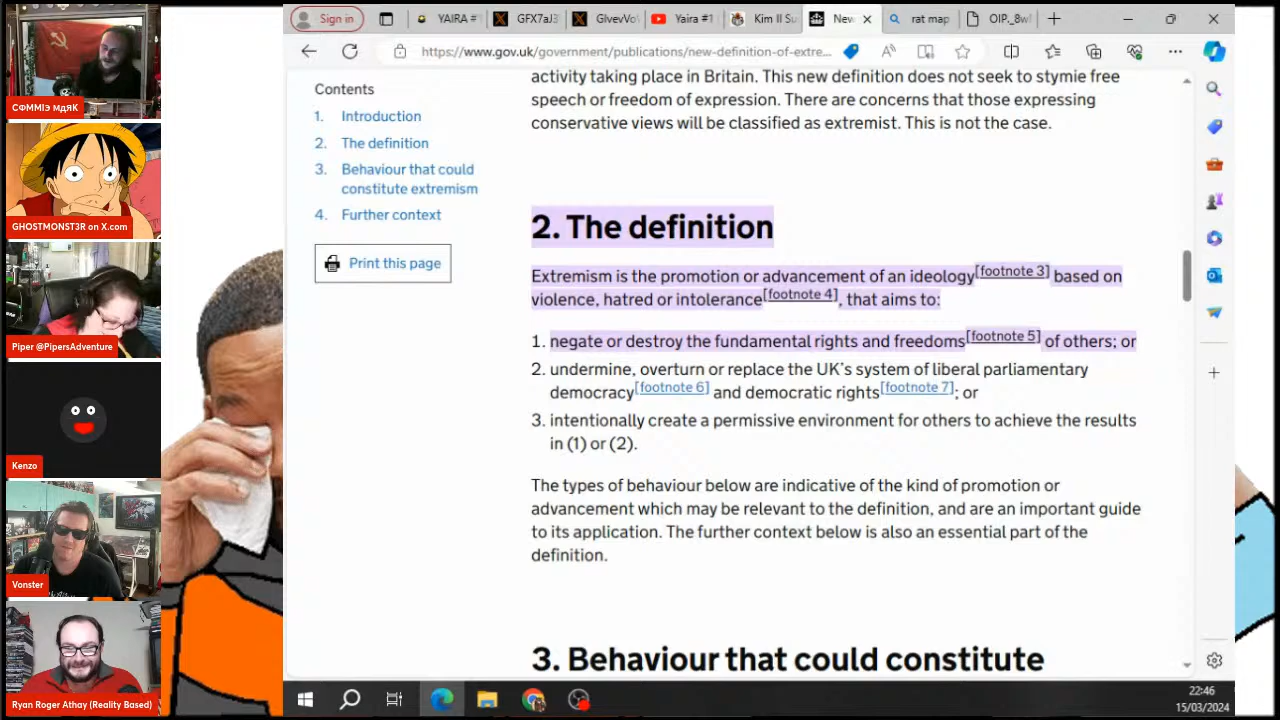 Sign in
YAIRA #
GFX7aJ3
GlvevVo
Yaira #1
Kim Il Su
New
rat map
OIP._8wl
https://www.gov.uk/government/publications/new-definition-of-extre...
Contents
1. Introduction
2. The definition
3. Behaviour that could
constitute extremism
4. Further context
Print this page
activity taking place in Britain. This new definition does not seek to stymie free
speech or freedom of expression. There are concerns that those expressing
conservative views will be classified as extremist. This is not the case.
2. The definition
Extremism is the promotion or advancement of an ideology[footnote 3] based on
violence, hatred or intolerance[footnote 4], that aims to:
1. negate or destroy the fundamental rights and freedoms[footnote 5] of others; or
2. undermine, overturn or replace the UK's system of liberal parliamentary
democracy[footnote 6] and democratic rights[footnote 7]; or
3. intentionally create a permissive environment for others to achieve the results
in (1) or (2).
The types of behaviour below are indicative of the kind of promotion or
advancement which may be relevant to the definition, and are an important guide
to its application. The further context below is also an essential part of the
definition.
3. Behaviour that could constitute
CФMMIЭ MДЯK
GHOSTMONST3R on X.com
Piper @PipersAdventure
Kenzo
Vonster
Ryan Roger Athay (Reality Based)
22:46
15/03/2024